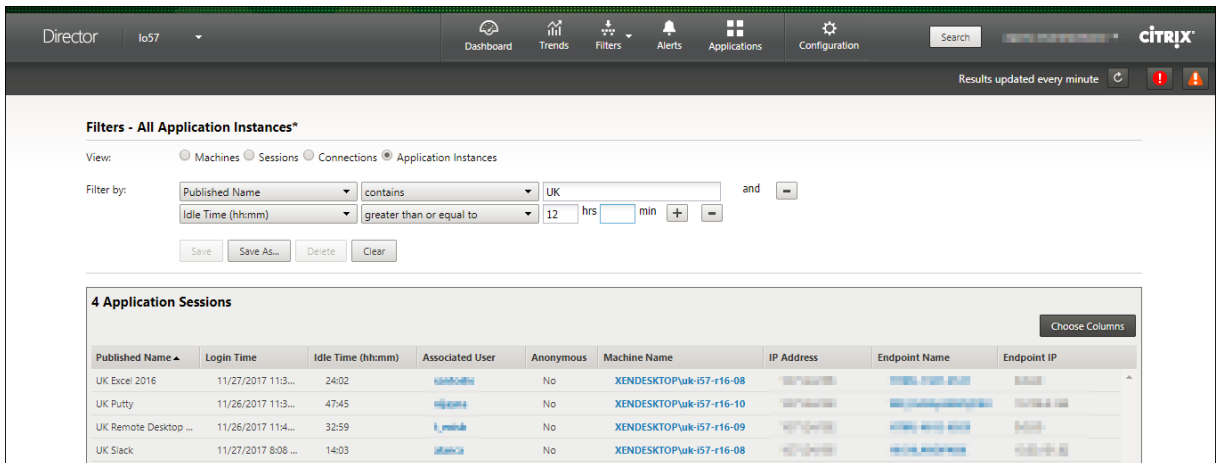 Director lo57 Dashboard Trends Filters Alerts Applications Configuration Search CİTRIX
Results updated every minute
Filters - All Application Instances*
View: Machines Sessions Connections Application Instances
Filter by: Published Name contains UK and -
Idle Time (hh:mm) greater than or equal to 12 hrs min + -
Save Save As... Delete Clear
4 Application Sessions
Choose Columns
Published Name Login Time Idle Time (hh:mm) Associated User Anonymous Machine Name IP Address Endpoint Name Endpoint IP
UK Excel 2016 11/27/2017 11:3... 24:02 No XENDESKTOP\uk-i57-r16-08
UK Putty 11/26/2017 11:3... 47:45 No XENDESKTOP\uk-i57-r16-10
UK Remote Desktop ... 11/26/2017 11:4... 32:59 No XENDESKTOP\uk-i57-r16-09
UK Slack 11/27/2017 8:08 ... 14:03 No XENDESKTOP\uk-i57-r16-08